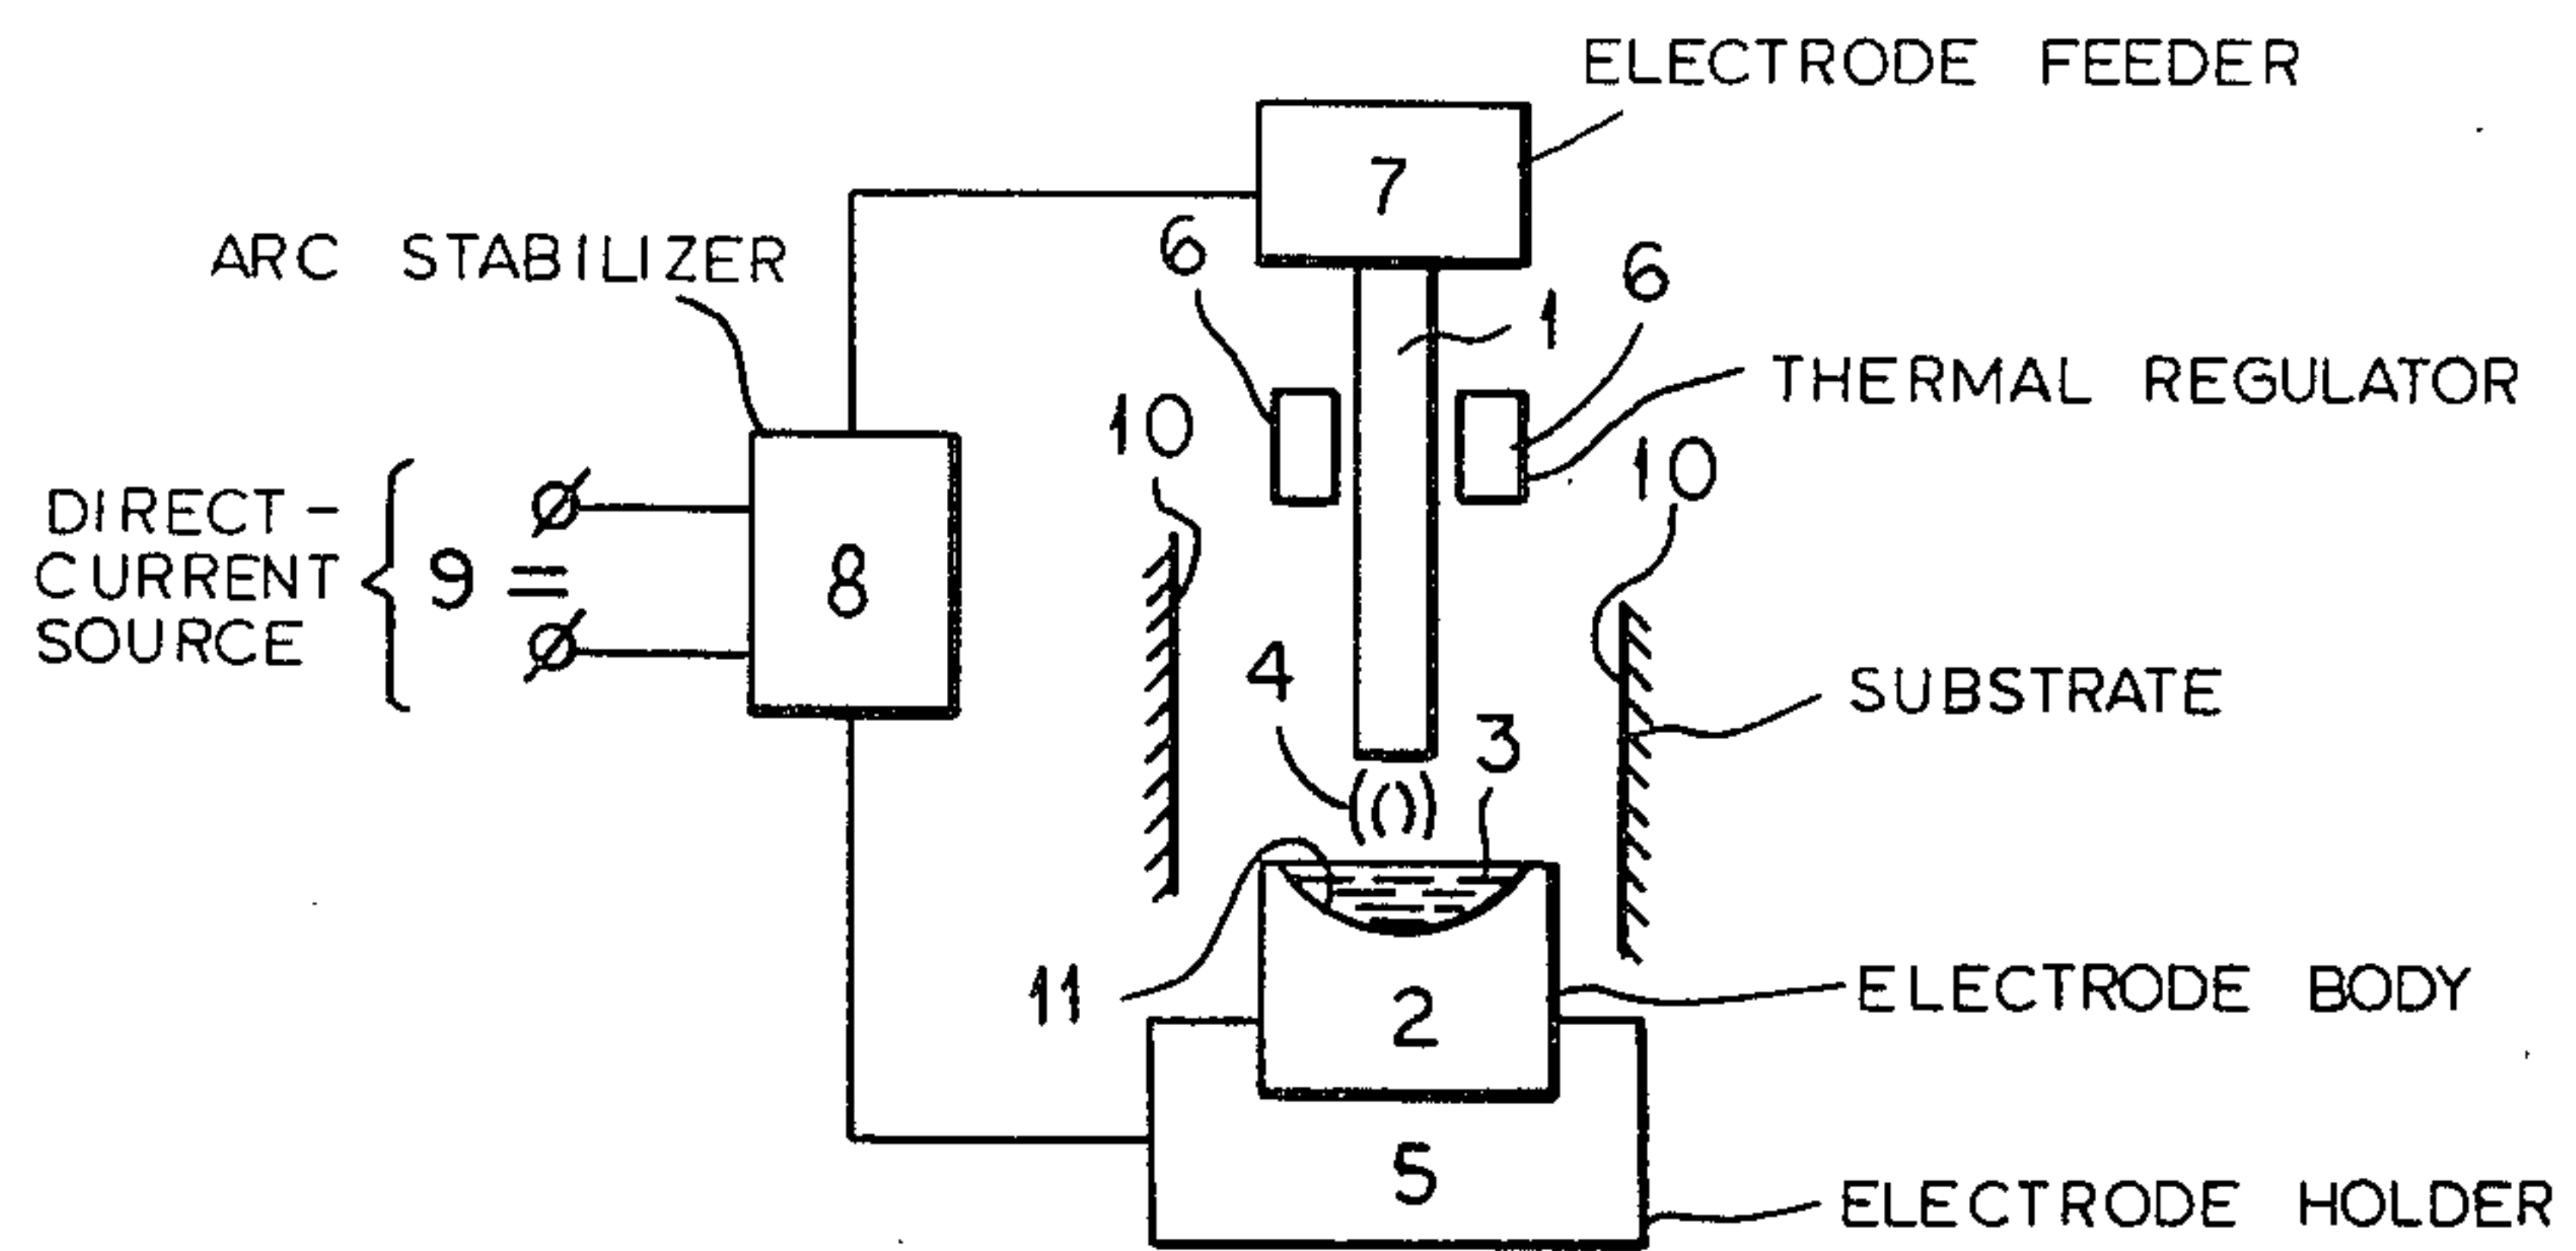 ELECTRODE FEEDER
7
ARC STABILIZER
6
6
1
THERMAL REGULATOR
10
10
DIRECT-
CURRENT
SOURCE
9 =
8
SUBSTRATE
4
3
11
2
ELECTRODE BODY
5
ELECTRODE HOLDER